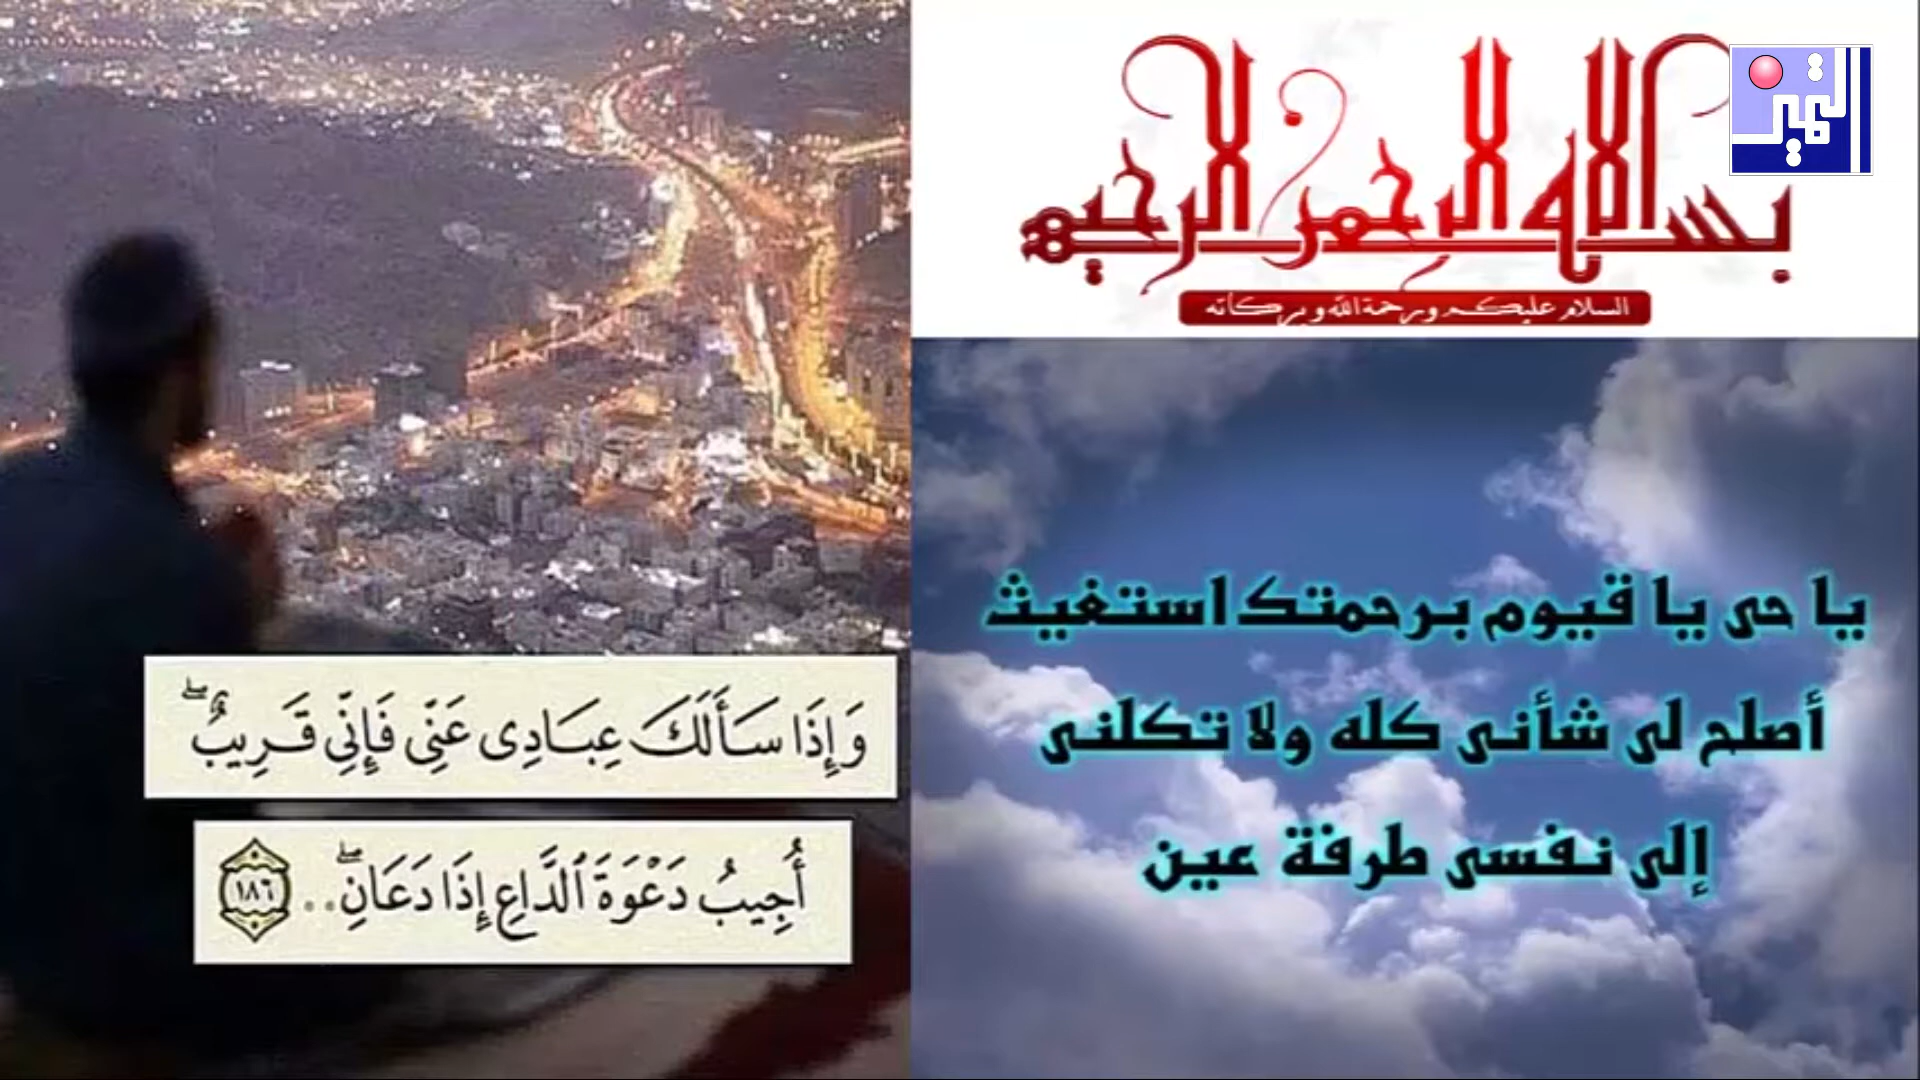 بسم الله الرحمن الرحيم
السلام عليكم ورحمة الله وبركاته
يا حى يا قيوم برحمتك استغيث
أصلح لى شأنى كله ولا تكلنى
إلى نفسى طرفة عين
وَإِذَا سَأَلَكَ عِبَادِى عَنِّى فَإِنِّى قَرِيبٌ ۖ
أُجِيبُ دَعْوَةَ ٱلدَّاعِ إِذَا دَعَانِ ۖ .. ١٨٦